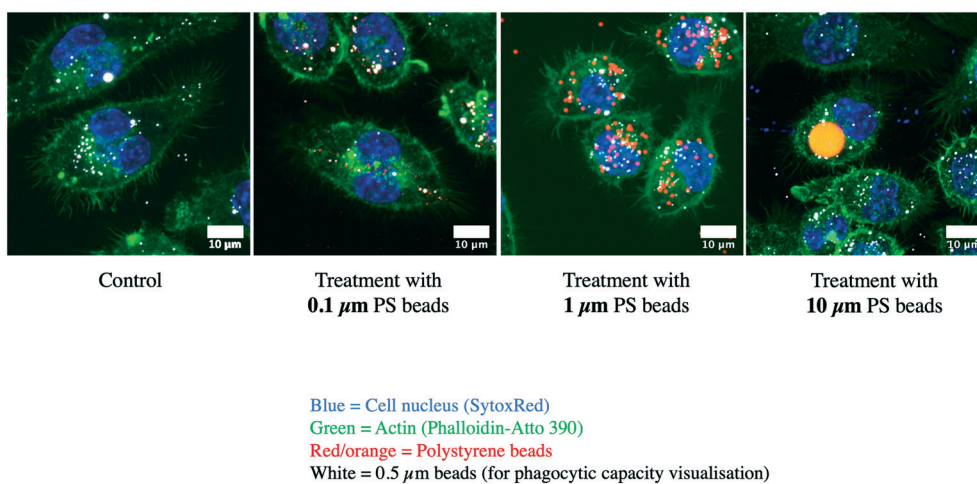 10 µm
10 µm
10 µm
10 µm
Control
Treatment with
0.1 µm PS beads
Treatment with
1 µm PS beads
Treatment with
10 µm PS beads
Blue = Cell nucleus (SytoxRed)
Green = Actin (Phalloidin-Atto 390)
Red/orange = Polystyrene beads
White = 0.5 µm beads (for phagocytic capacity visualisation)